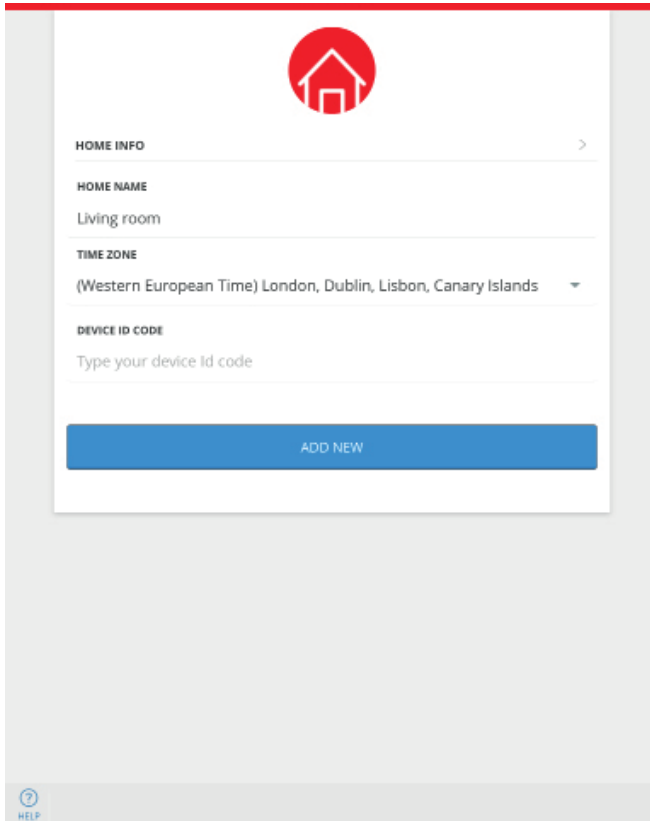 HOME INFO
HOME NAME
Living room
TIME ZONE
(Western European Time) London, Dublin, Lisbon, Canary Islands
DEVICE ID CODE
Type your device Id code
ADD NEW
HELP